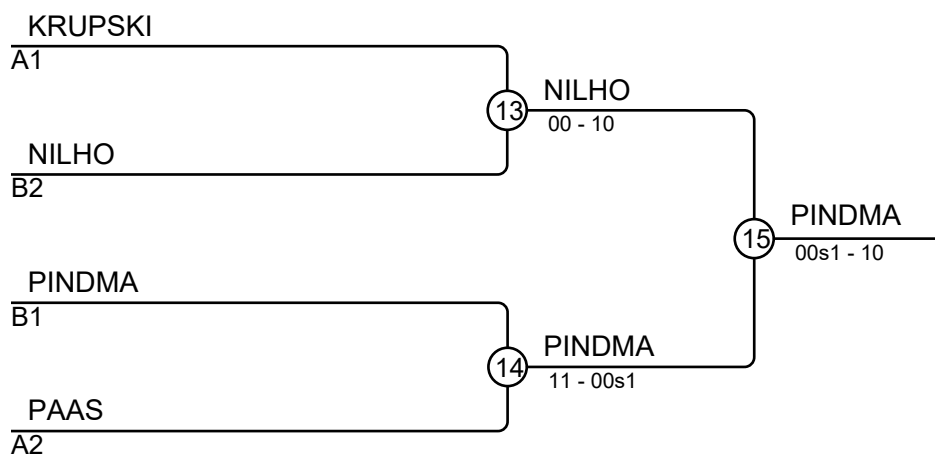 KRUPSKI
A1
13
NILHO
00 - 10
NILHO
B2
15
PINDMA
00s1 - 10
PINDMA
B1
14
PINDMA
11 - 00s1
PAAS
A2